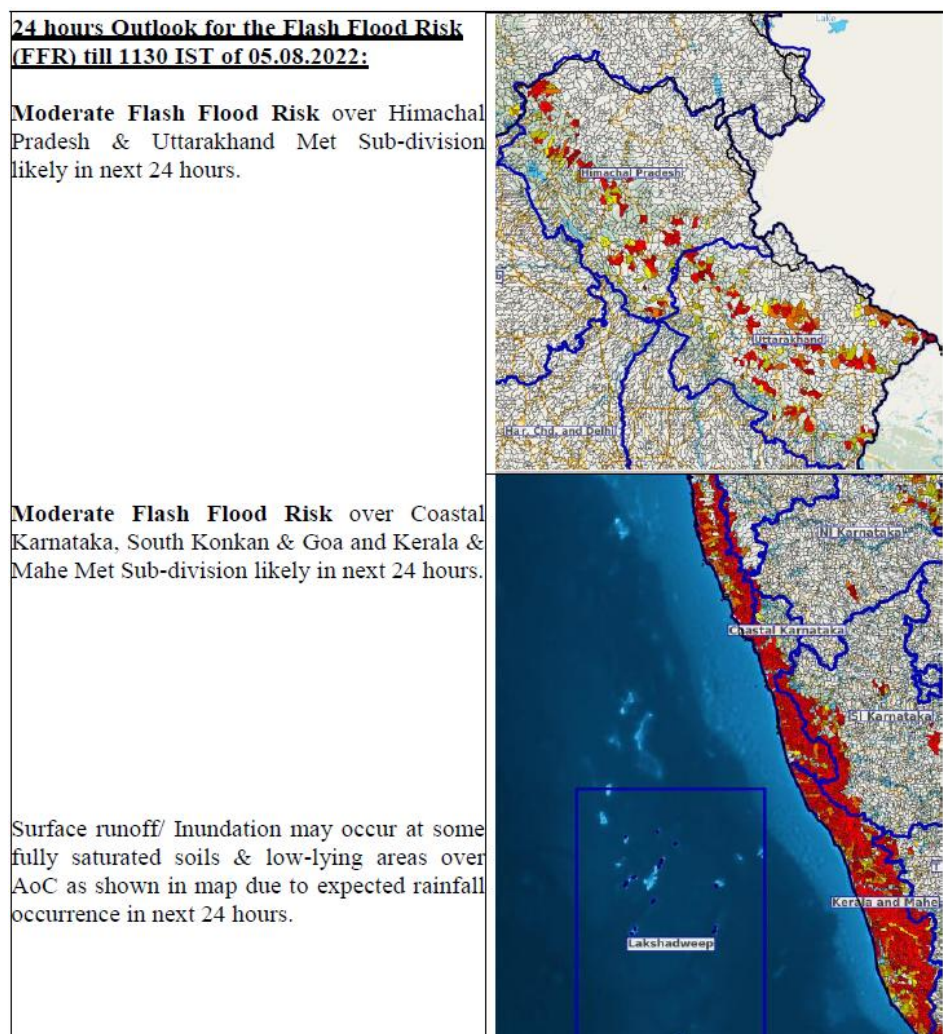 24 hours Outlook for the Flash Flood Risk
(FFR) till 1130 IST of 05.08.2022:
Moderate Flash Flood Risk over Himachal
Pradesh & Uttarakhand Met Sub-division
likely in next 24 hours.
Lake
Himachal Pradesh
Uttarakhand
Har, Chd, and Delhi
Moderate Flash Flood Risk over Coastal
Karnataka, South Konkan & Goa and Kerala &
Mahe Met Sub-division likely in next 24 hours.
Surface runoff/ Inundation may occur at some
fully saturated soils & low-lying areas over
AoC as shown in map due to expected rainfall
occurrence in next 24 hours.
NI Karnataka
Coastal Karnataka
SI Karnataka
T
Kerala and Mahe
Lakshadweep